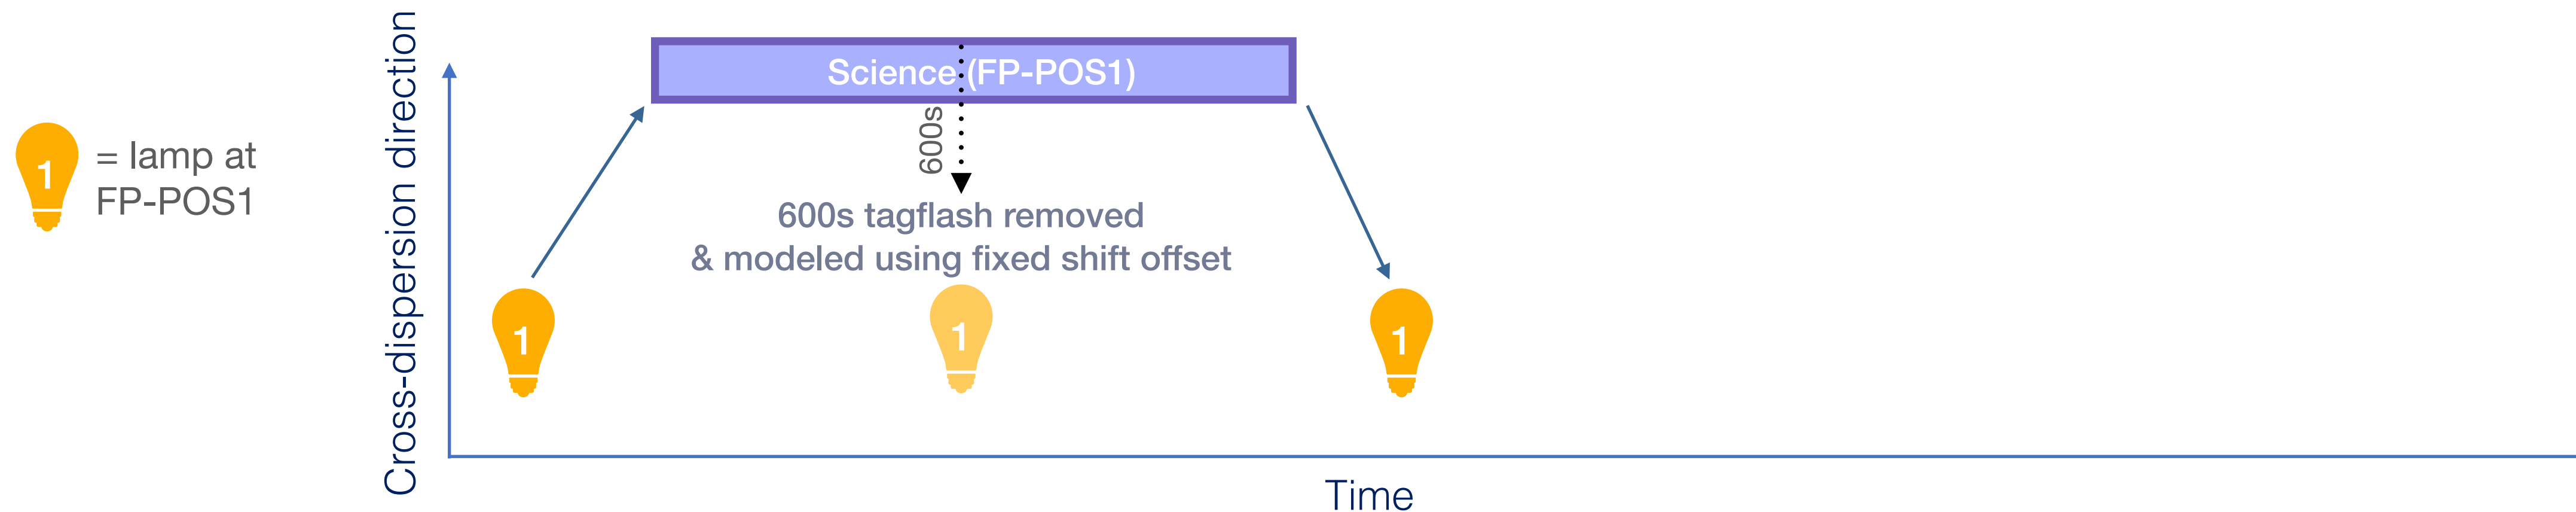 Cross-dispersion direction
1
= lamp at
FP-POS1
Science (FP-POS1)
600s
600s tagflash removed
& modeled using fixed shift offset
1
1
1
Time